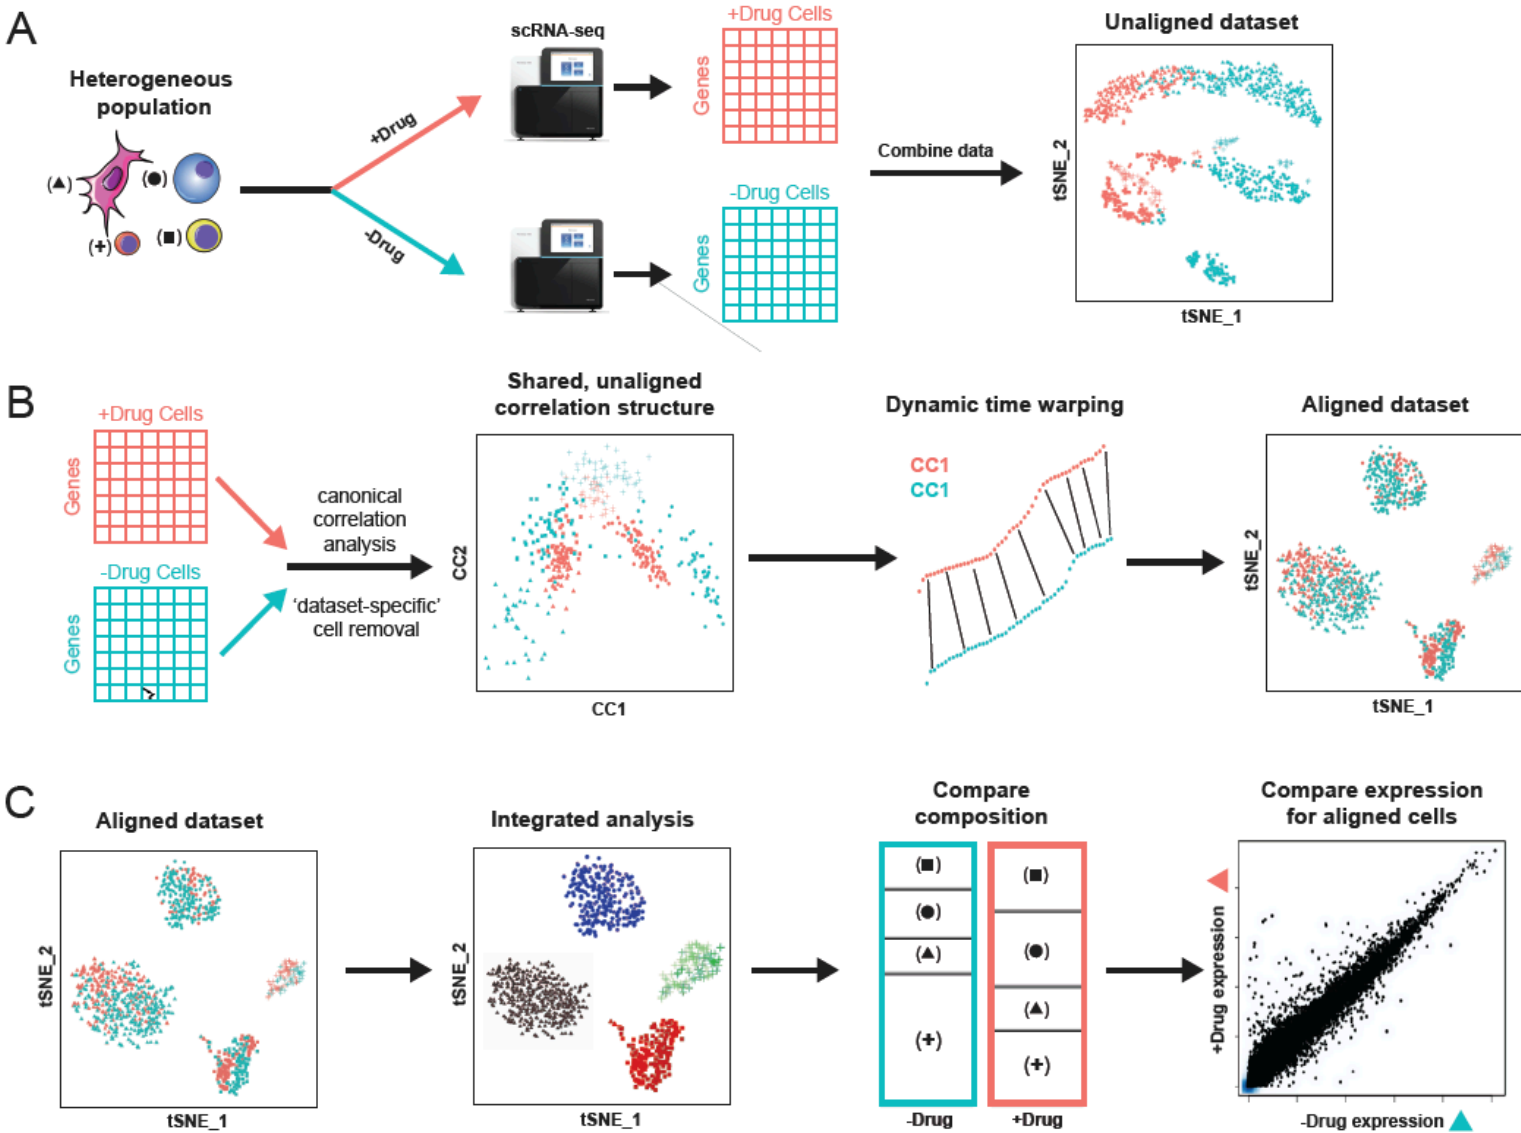 A
Heterogeneous
population
(▲)
(●)
(+)
(■)
+Drug
-Drug
scRNA-seq
+Drug Cells
Genes
-Drug Cells
Genes
Combine data
Unaligned dataset
tSNE_2
tSNE_1
B
+Drug Cells
Genes
-Drug Cells
Genes
canonical
correlation
analysis
'dataset-specific'
cell removal
Shared, unaligned
correlation structure
CC2
CC1
Dynamic time warping
CC1
CC1
Aligned dataset
tSNE_2
tSNE_1
C
Aligned dataset
tSNE_2
tSNE_1
Integrated analysis
tSNE_2
tSNE_1
Compare
composition
(■)
(●)
(▲)
(+)
-Drug
(■)
(●)
(▲)
(+)
+Drug
Compare expression
for aligned cells
+Drug expression
-Drug expression